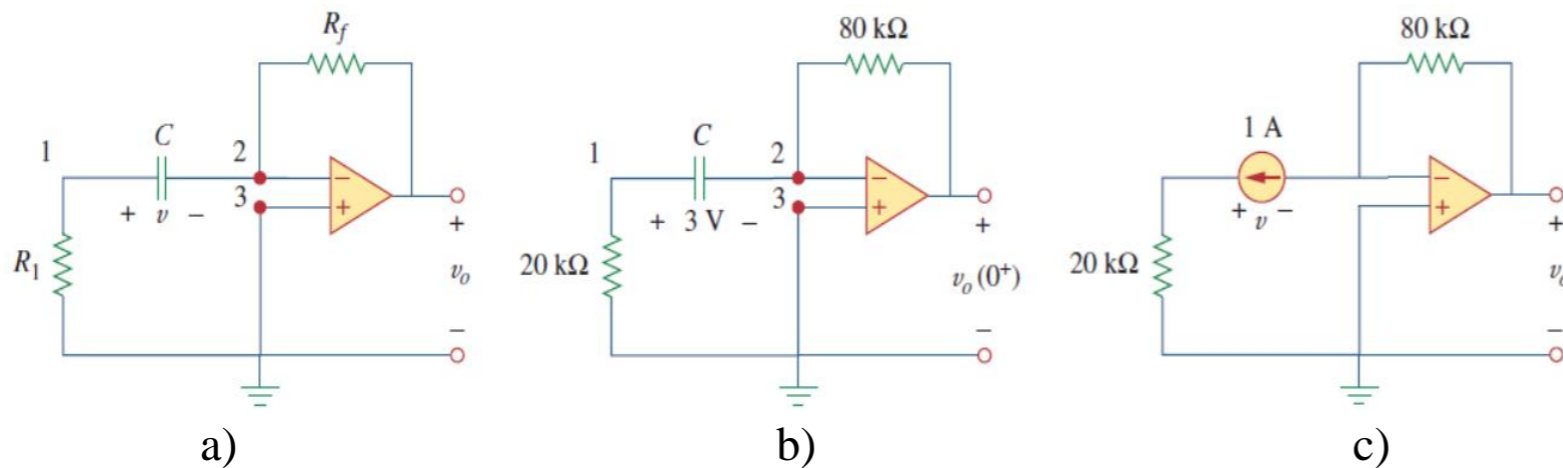 R_f
1
C
2
3
+ v −
−
+
R_1
+
v_o
−
80 kΩ
1
C
2
3
+ 3 V −
−
+
20 kΩ
+
v_o (0⁺)
−
80 kΩ
1 A
+ v −
−
+
20 kΩ
+
−
a)
b)
c)